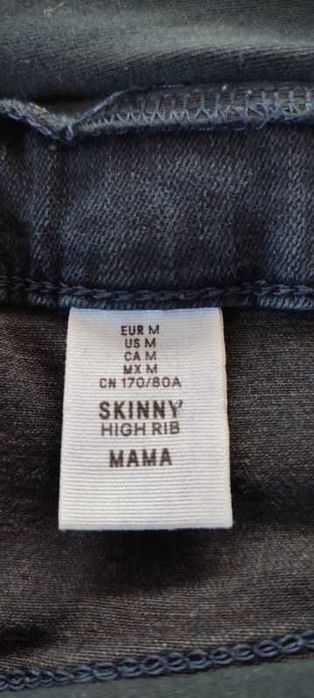 EUR M
US M
CA M
MX M
CN 170/80A
SKINNY
HIGH RIB
MAMA